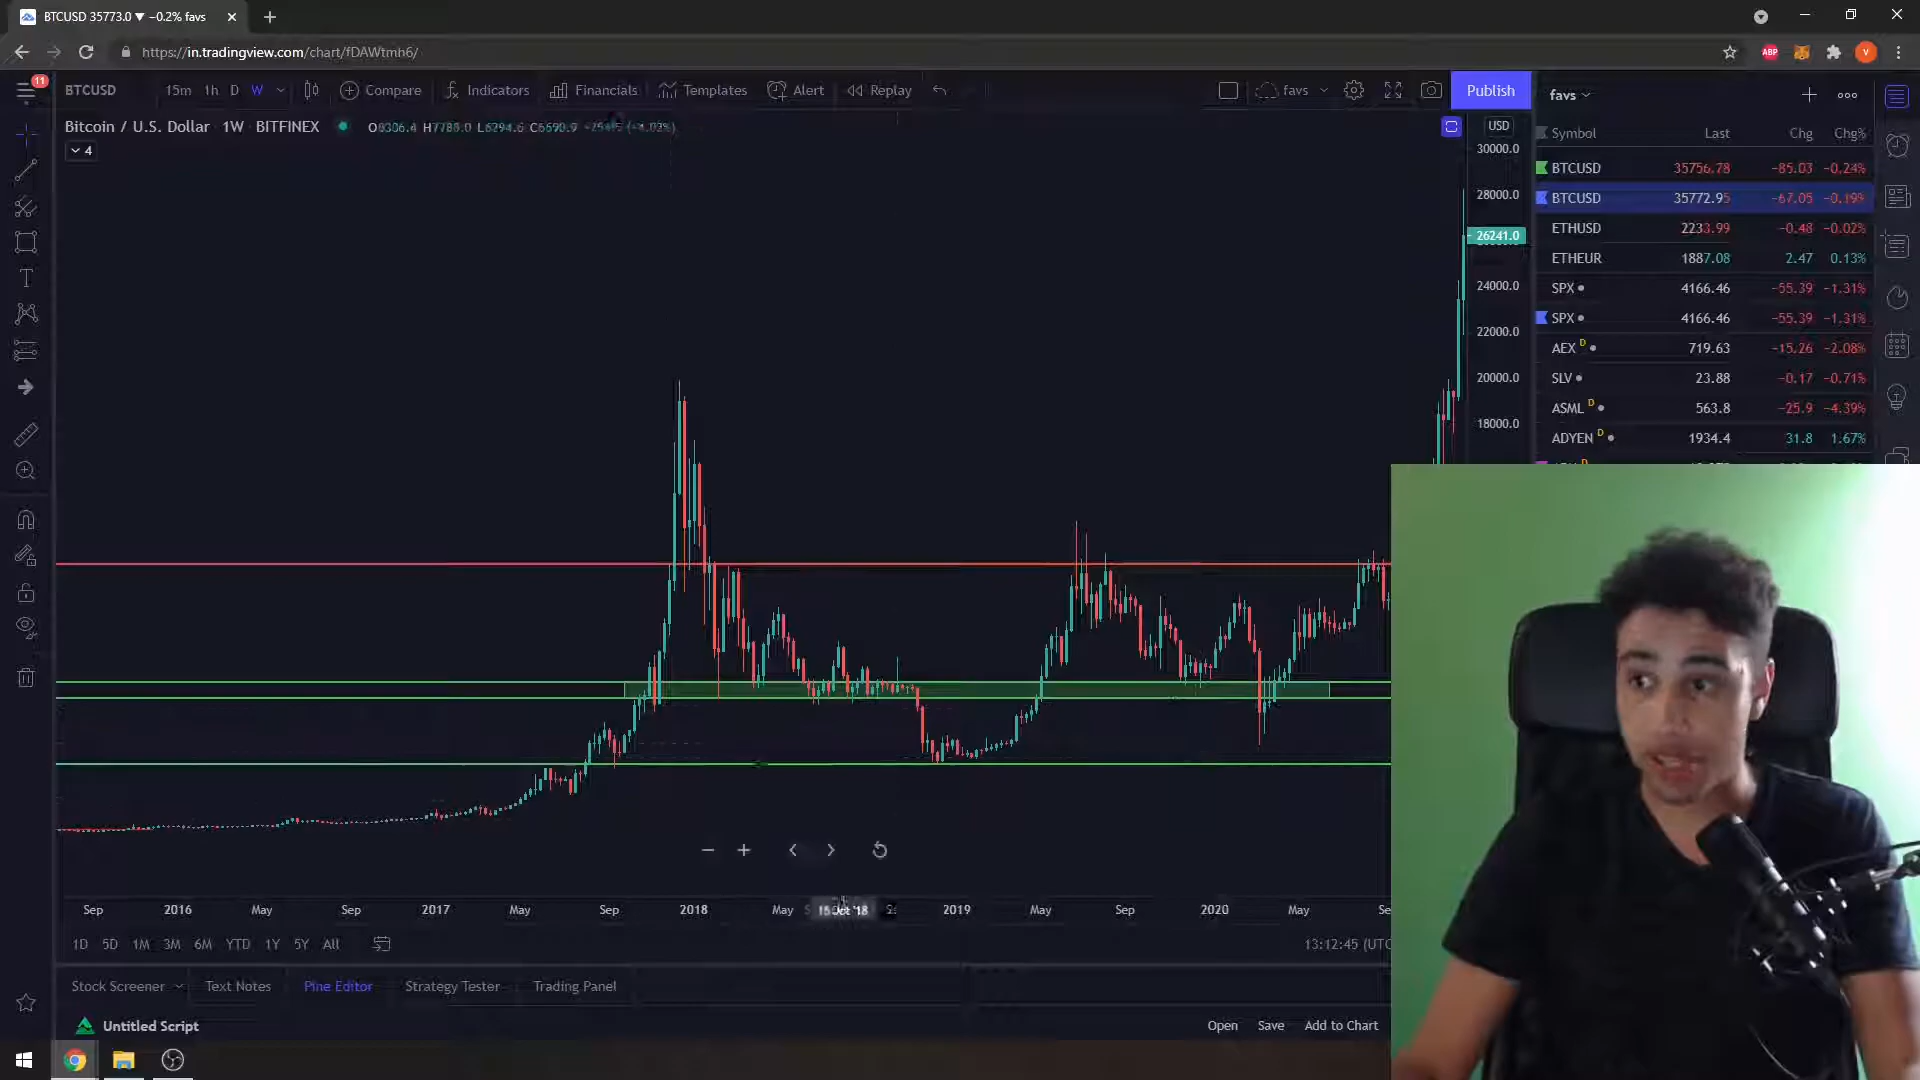 BTCUSD 35773.0 ▼ −0.2% favs
https://in.tradingview.com/chart/fDAWtmh6/
ABP
V
11
BTCUSD 15m 1h D W Compare Indicators Financials Templates Alert Replay favs Publish
Bitcoin / U.S. Dollar 1W BITFINEX
4
USD
30000.0
28000.0
26241.0
24000.0
22000.0
20000.0
18000.0
favs
Symbol Last Chg Chg%
BTCUSD 35756.78 −85.03 −0.24%
BTCUSD 35772.95 −67.05 −0.19%
ETHUSD 2233.99 −0.48 −0.02%
ETHEUR 1887.08 2.47 0.13%
SPX 4166.46 −55.39 −1.31%
SPX 4166.46 −55.39 −1.31%
AEX D 719.63 −15.26 −2.08%
SLV 23.88 −0.17 −0.71%
ASML D 563.8 −25.9 −4.39%
ADYEN D 1934.4 31.8 1.67%
Sep 2016 May Sep 2017 May Sep 2018 May 2019 May Sep 2020 May
1D 5D 1M 3M 6M YTD 1Y 5Y All
13:12:45 (UTC
Stock Screener Text Notes Pine Editor Strategy Tester Trading Panel
Untitled Script
Open Save Add to Chart